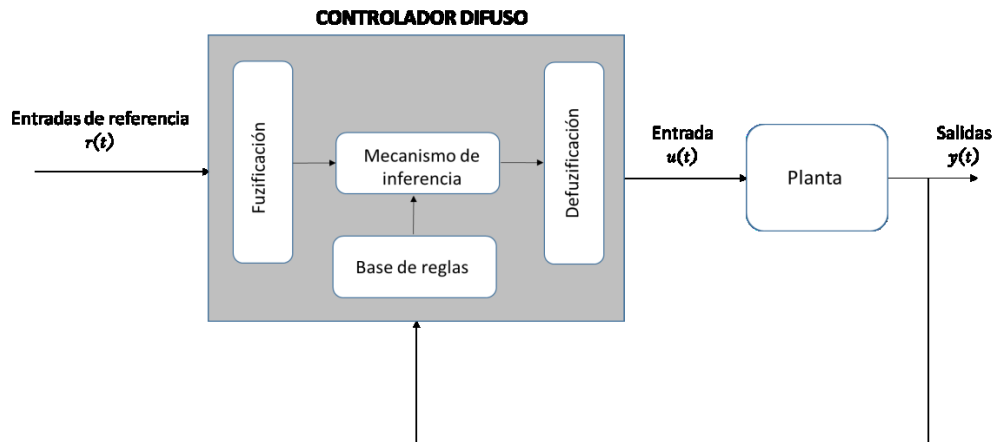 CONTROLADOR DIFUSO
Entradas de referencia
r(t)
Fuzificación
Mecanismo de
inferencia
Base de reglas
Defuzificación
Entrada
u(t)
Planta
Salidas
y(t)